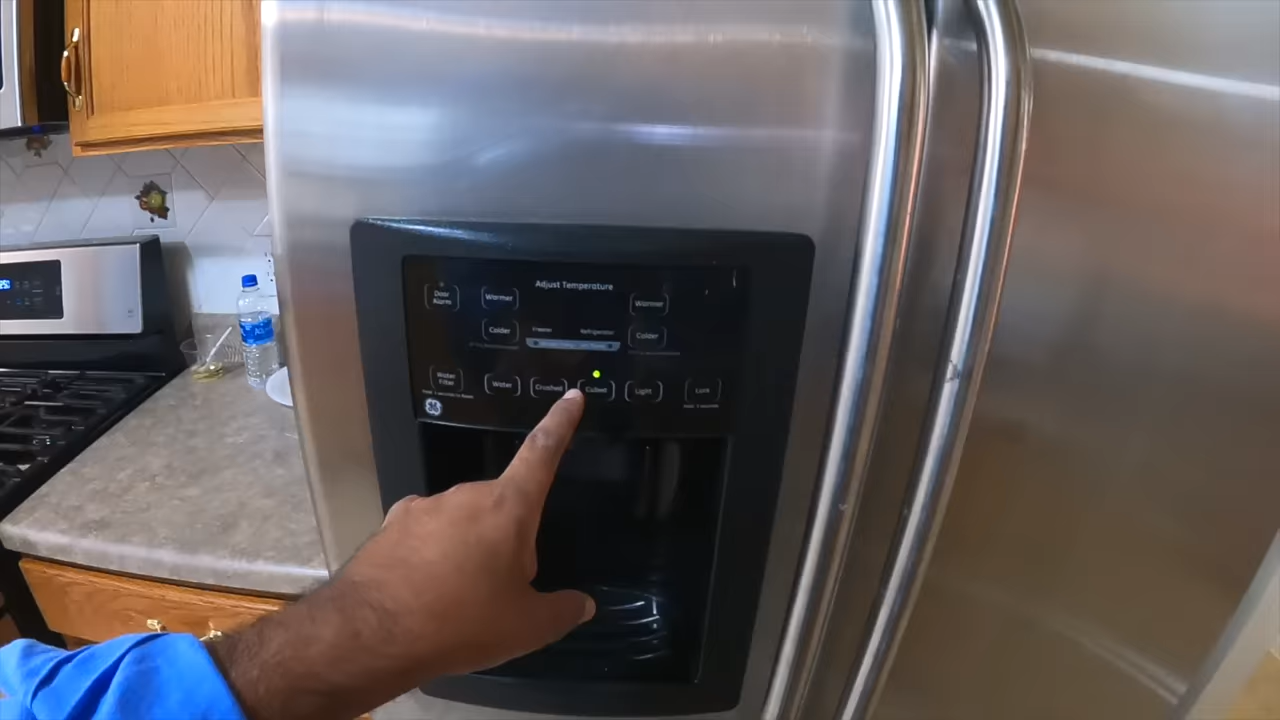 Adjust Temperature
Door
Alarm
Warmer
Warmer
Colder
Freezer
Refrigerator
Colder
Water
Filter
Water
Crushed
Cubed
Light
Lock
GE